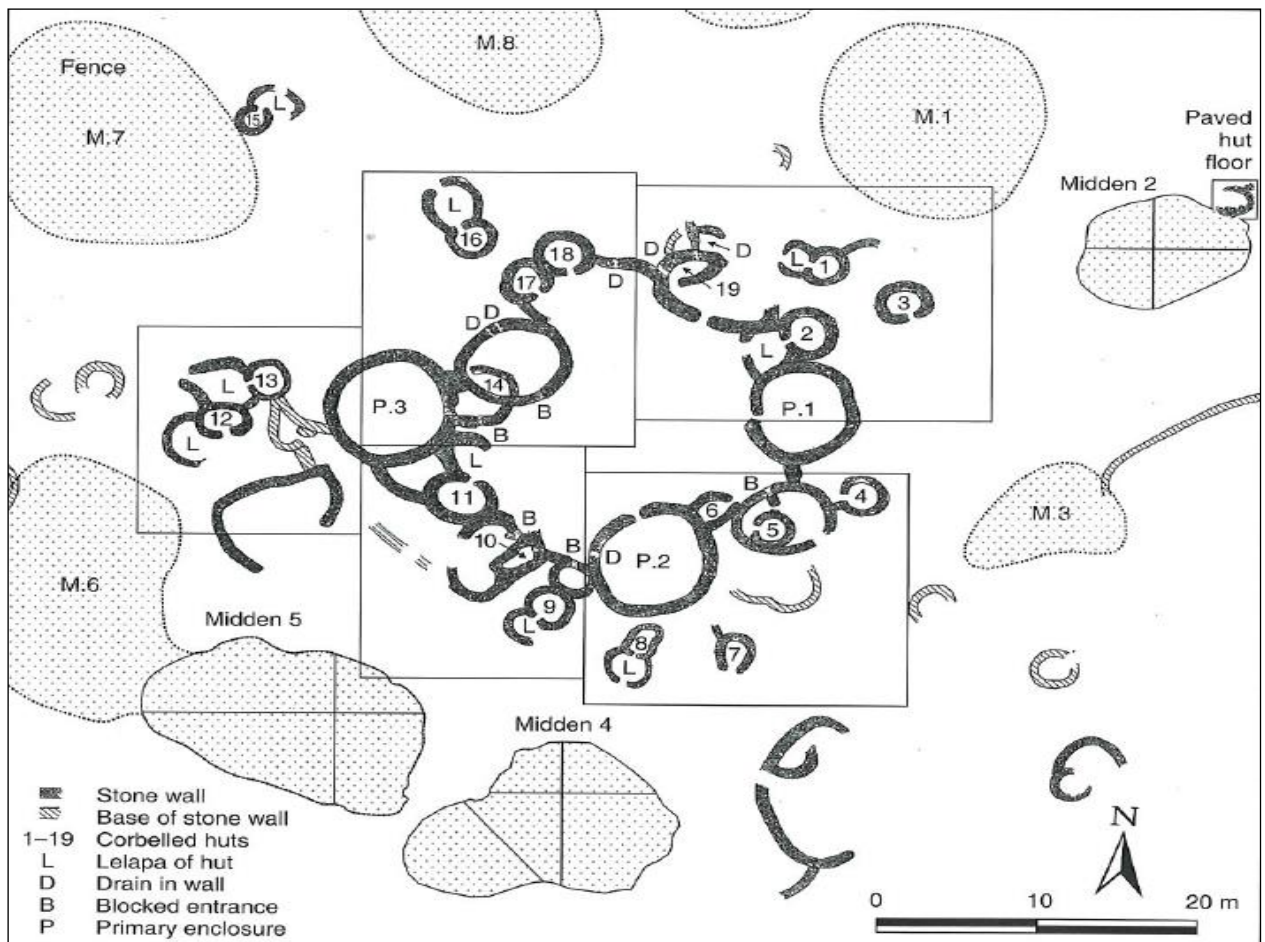 M.8
Fence
M.7
L
15
M.1
Paved
hut
floor
Midden 2
L
16
18
D
D
D
19
L
1
3
17
D
D
2
L
14
B
P.3
P.1
13
L
12
L
B
L
11
B
10
B
D
P.2
6
B
5
4
M.3
9
L
8
L
7
M.6
Midden 5
Midden 4
Stone wall
Base of stone wall
1–19 Corbelled huts
L Lelapa of hut
D Drain in wall
B Blocked entrance
P Primary enclosure
N
0 10 20 m